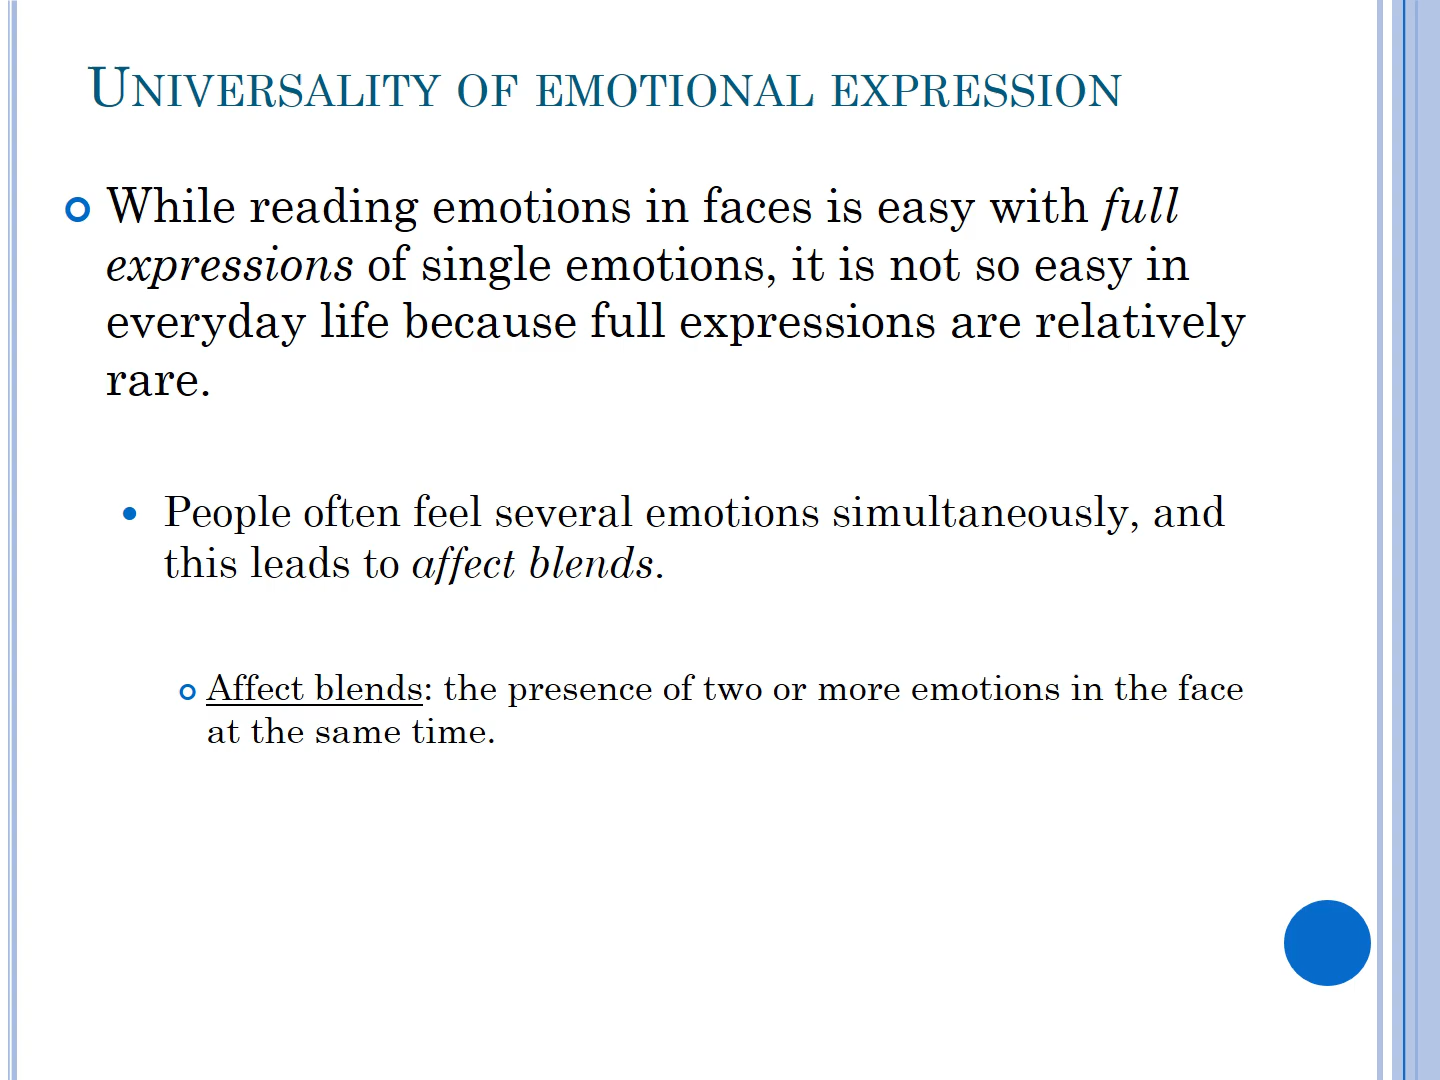 UNIVERSALITY OF EMOTIONAL EXPRESSION
While reading emotions in faces is easy with full
expressions of single emotions, it is not so easy in
everyday life because full expressions are relatively
rare.
People often feel several emotions simultaneously, and
this leads to affect blends.
Affect blends: the presence of two or more emotions in the face
at the same time.